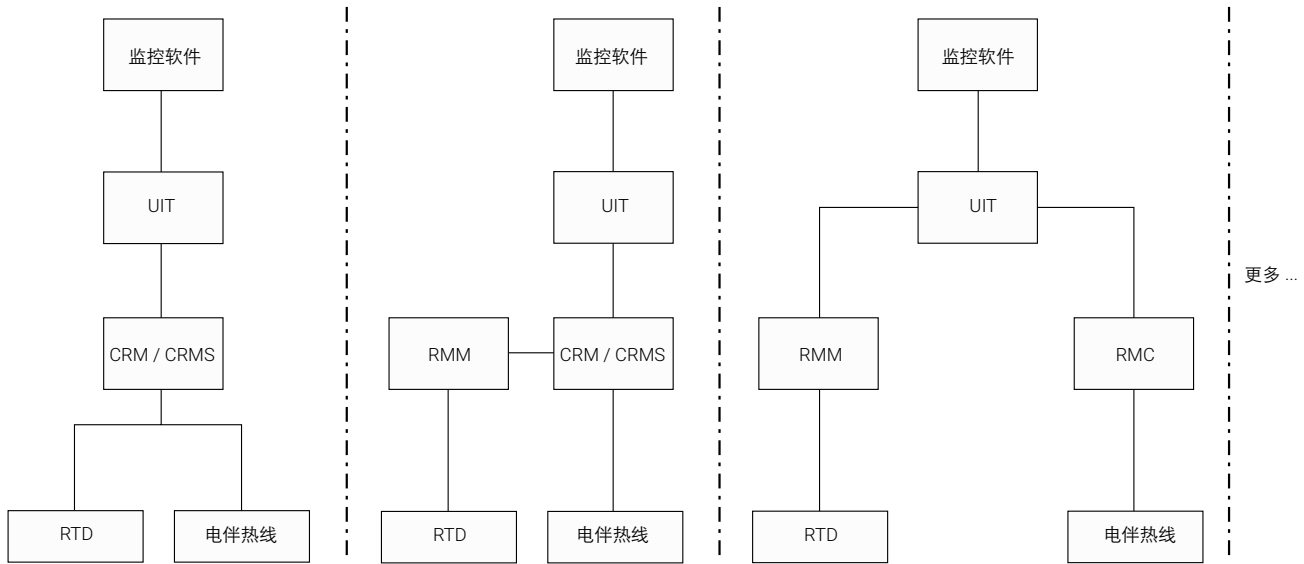 监控软件
UIT
CRM / CRMS
RTD
电伴热线
监控软件
UIT
RMM
CRM / CRMS
RTD
电伴热线
监控软件
UIT
RMM
RMC
RTD
电伴热线
更多 ...